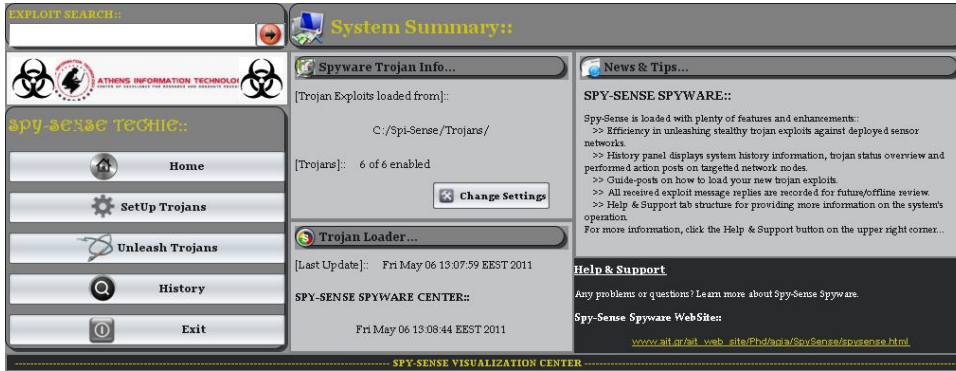 EXPLOIT SEARCH::
System Summary::
ATHENS INFORMATION TECHNOLO
SPY-SENSE TECHIE::
Home
SetUp Trojans
Unleash Trojans
History
Exit
Spyware Trojan Info...
[Trojan Exploits loaded from]::
C:/Spi-Sense/Trojans/
[Trojans]:: 6 of 6 enabled
Change Settings
Trojan Loader...
[Last Update]:: Fri May 06 13:07:59 EEST 2011
SPY-SENSE SPYWARE CENTER::
Fri May 06 13:08:44 EEST 2011
News & Tips...
SPY-SENSE SPYWARE::
Spy-Sense is loaded with plenty of features and enhancements::
>> Efficiency in unleashing stealthy trojan exploits against deployed sensor
networks.
>> History panel displays system history information, trojan status overview and
performed action posts on targetted network nodes.
>> Guide-posts on how to load your new trojan exploits.
>> All received exploit message replies are recorded for future/offline review.
>> Help & Support tab structure for providing more information on the system's
operation.
For more information, click the Help & Support button on the upper right corner...
Help & Support
Any problems or questions? Learn more about Spy-Sense Spyware.
Spy-Sense Spyware WebSite::
www.ait.gr/ait_web_site/Phd/agia/SpySense/spysense.html
SPY-SENSE VISUALIZATION CENTER